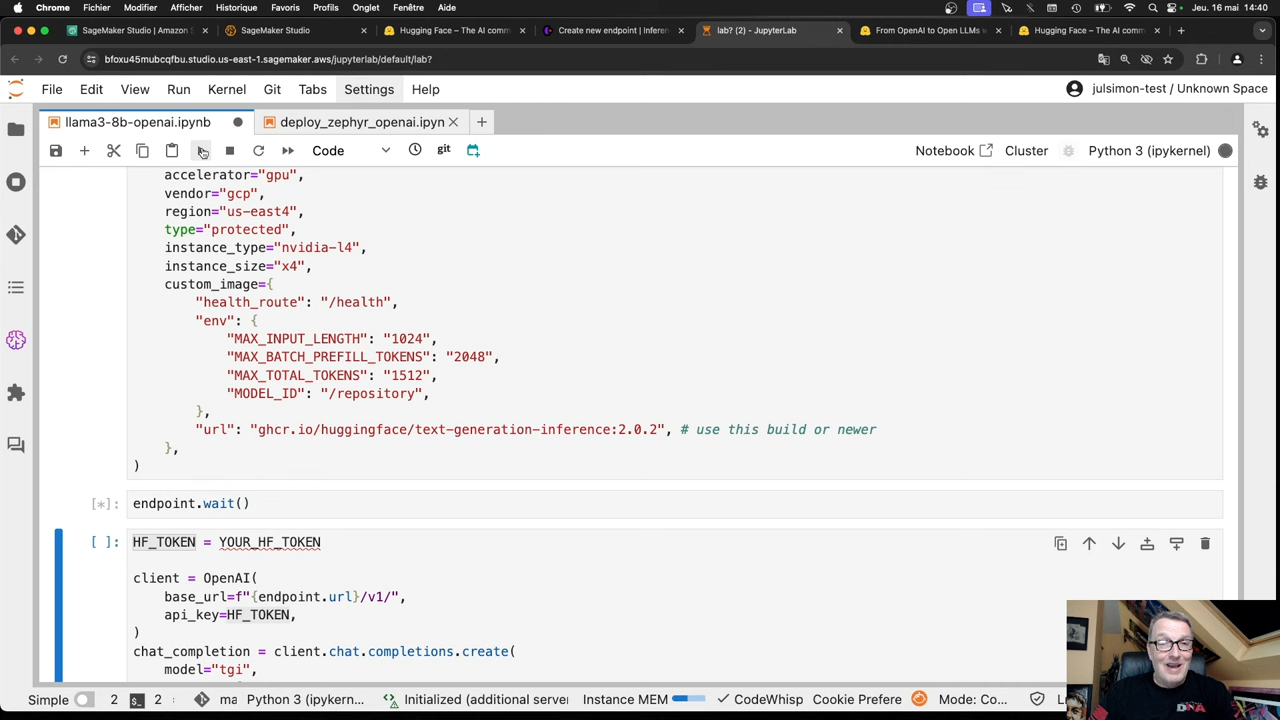 Chrome Fichier Modifier Afficher Historique Favoris Profils Onglet Fenêtre Aide Jeu. 16 mai 14:40
SageMaker Studio | Amazon S SageMaker Studio Hugging Face – The AI comm Create new endpoint | Inferen lab? (2) - JupyterLab From OpenAI to Open LLMs w Hugging Face – The AI comm
bfoxu45mubcqfbu.studio.us-east-1.sagemaker.aws/jupyterlab/default/lab?
File Edit View Run Kernel Git Tabs Settings Help julsimon-test / Unknown Space
llama3-8b-openai.ipynb deploy_zephyr_openai.ipyn
Code git Notebook Cluster Python 3 (ipykernel)
accelerator="gpu",
vendor="gcp",
region="us-east4",
type="protected",
instance_type="nvidia-l4",
instance_size="x4",
custom_image={
"health_route": "/health",
"env": {
"MAX_INPUT_LENGTH": "1024",
"MAX_BATCH_PREFILL_TOKENS": "2048",
"MAX_TOTAL_TOKENS": "1512",
"MODEL_ID": "/repository",
},
"url": "ghcr.io/huggingface/text-generation-inference:2.0.2", # use this build or newer
},
)
[*]: endpoint.wait()
[ ]: HF_TOKEN = YOUR_HF_TOKEN
client = OpenAI(
base_url=f"{endpoint.url}/v1/",
api_key=HF_TOKEN,
)
chat_completion = client.chat.completions.create(
model="tgi",
Simple 2 2 ma Python 3 (ipykern... Initialized (additional server Instance MEM CodeWhisp Cookie Prefere Mode: Co...